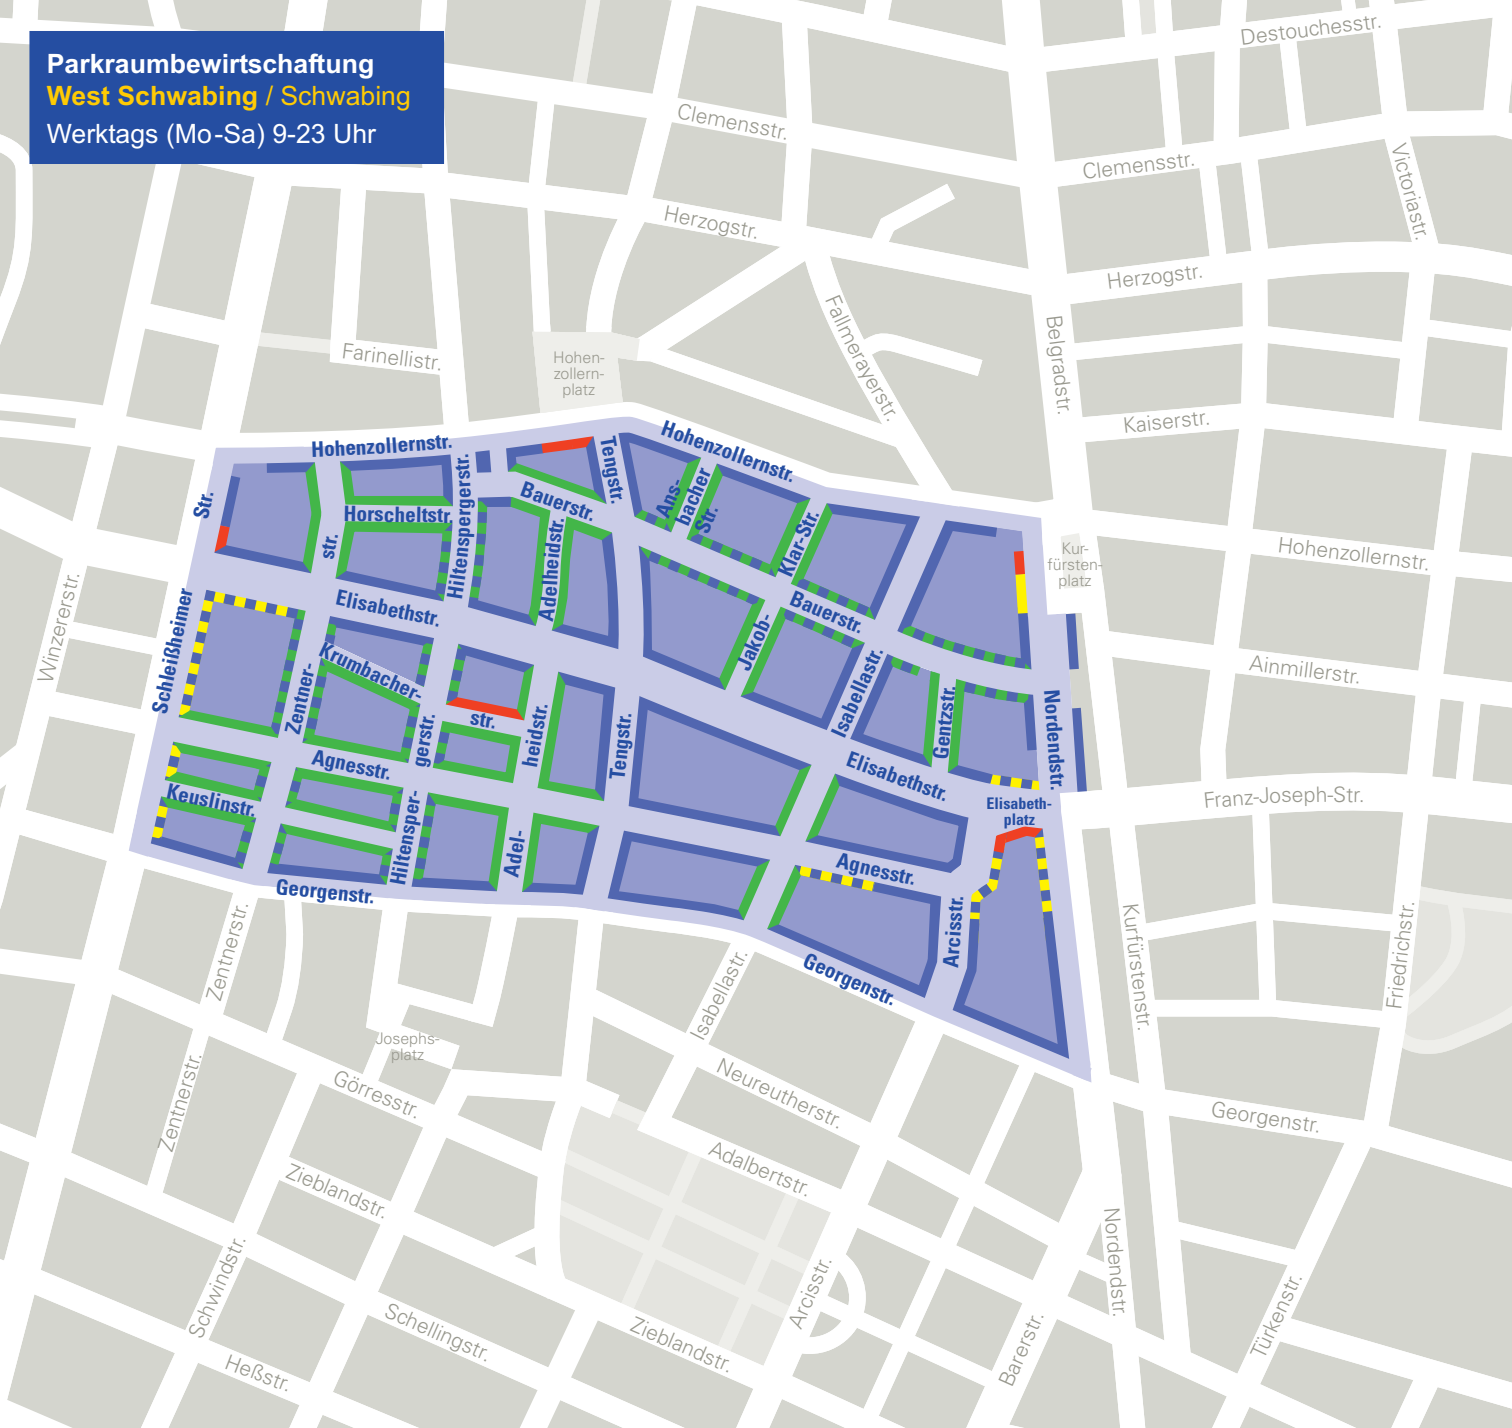 Parkraumbewirtschaftung
West Schwabing / Schwabing
Werktags (Mo-Sa) 9-23 Uhr
Destouchesstr.
Clemensstr.
Clemensstr.
Victoriastr.
Herzogstr.
Herzogstr.
Fallmerayerstr.
Belgradstr.
Farinellistr.
Hohen-
zollern-
platz
Kaiserstr.
Hohenzollernstr.
Hohenzollernstr.
Tengstr.
Hiltenspergerstr.
Bauerstr.
Ans-
bacher
Str.
Str.
Horscheltstr.
str.
Adelheidstr.
Klar-Str.
Kur-
fürsten-
platz
Hohenzollernstr.
Winzererstr.
Schleißheimer
Elisabethstr.
Bauerstr.
Jakob-
Krumbacher-
str.
Zentner-
Isabellastr.
Gentzstr.
Nordendstr.
Ainmillerstr.
gerstr.
heidstr.
Tengstr.
Agnesstr.
Elisabethstr.
Elisabeth-
platz
Franz-Joseph-Str.
Keuslinstr.
Hiltensper-
Adel-
Agnesstr.
Georgenstr.
Arcisstr.
Georgenstr.
Zentnerstr.
Isabellastr.
Kurfürstenstr.
Friedrichstr.
Josephs-
platz
Görresstr.
Zentnerstr.
Neureutherstr.
Georgenstr.
Adalbertstr.
Zieblandstr.
Nordendstr.
Schwindstr.
Arcisstr.
Schellingstr.
Zieblandstr.
Barerstr.
Türkenstr.
Heßstr.